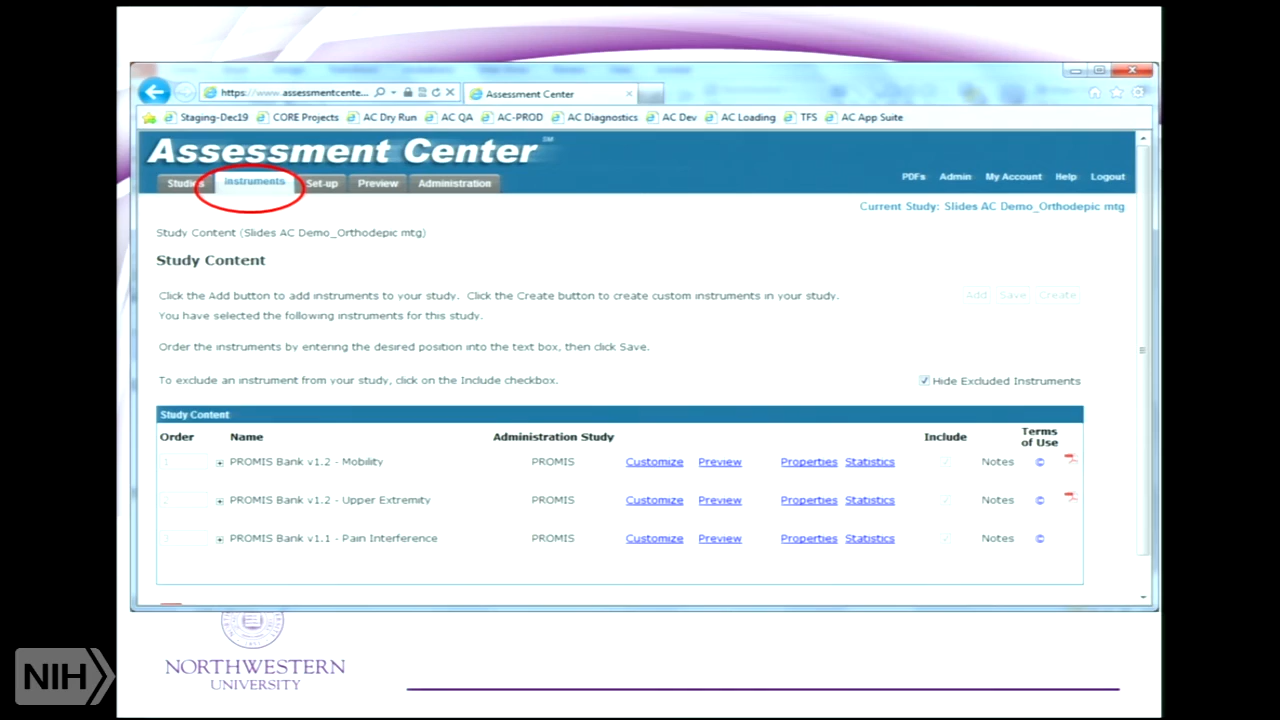 https://www.assessmentcente...
Assessment Center
Staging-Dec19 CORE Projects AC Dry Run AC QA AC-PROD AC Diagnostics AC Dev AC Loading TFS AC App Suite
Assessment Center SM
Studies Instruments Set-up Preview Administration
PDFs Admin My Account Help Logout
Current Study: Slides AC Demo_Orthodepic mtg
Study Content (Slides AC Demo_Orthodepic mtg)
Study Content
Click the Add button to add instruments to your study. Click the Create button to create custom instruments in your study.
Add Save Create
You have selected the following instruments for this study.
Order the instruments by entering the desired position into the text box, then click Save.
To exclude an instrument from your study, click on the Include checkbox.
Hide Excluded Instruments
Study Content
Order Name Administration Study Include Terms of Use
1 PROMIS Bank v1.2 - Mobility PROMIS Customize Preview Properties Statistics Notes ©
PROMIS Bank v1.2 - Upper Extremity PROMIS Customize Preview Properties Statistics Notes ©
PROMIS Bank v1.1 - Pain Interference PROMIS Customize Preview Properties Statistics Notes ©
NORTHWESTERN
UNIVERSITY
NIH